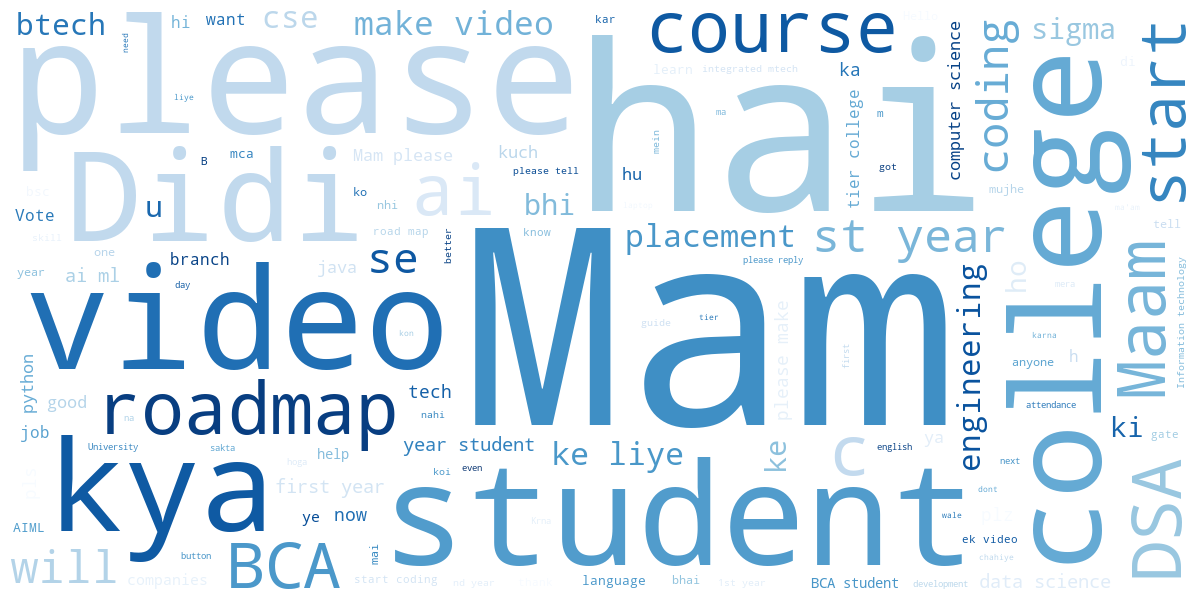 btech
hi
want
cse
make video
kar
course
sigma
please
need
liye
hai
learn
integrated mtech
ka
di
start
coding
computer science
tier college
college
Didi
B
mca
Mam please
kuch
please tell
ma
mein
m
got
hu
mujhe
bsc
Vote
u
ko
nhi
ai
bhi
skill
road map
know
placement
st year
tell
one
year
ai ml
branch
day
java
se
better
please reply
Maam
video
Mam
engineering
ho
mera
Information technology
guide
tier
first
please make
kon
karna
anyone
h
python
good
roadmap
tech
nahi
attendance
job
na
University
sakta
year student
ke liye
ke
c
ya
english
ki
gate
kya
hoga
help
koi
even
next
pls
first year
student
dont
DSA
AIML
ye
now
krna
wale
plz
ek video
will
button
mai
chahiye
companies
BCA
start coding
nd year
language
bhai
1st year
BCA student
development
data science